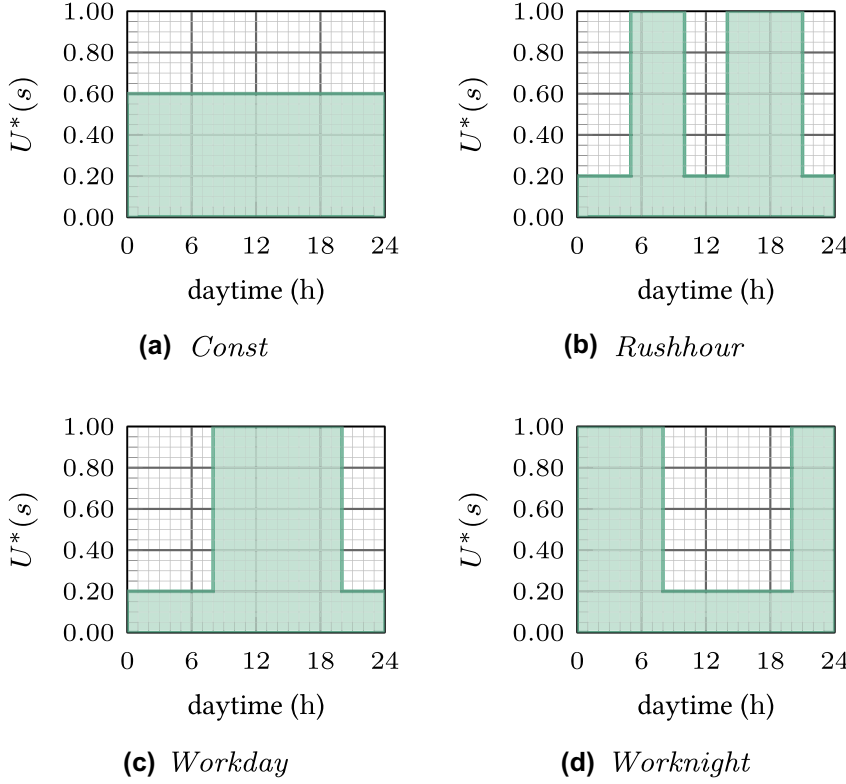 1.00
0.80
0.60
0.40
0.20
0.00
U*(s)
0 6 12 18 24
daytime (h)
(a) Const
1.00
0.80
0.60
0.40
0.20
0.00
U*(s)
0 6 12 18 24
daytime (h)
(b) Rushhour
1.00
0.80
0.60
0.40
0.20
0.00
U*(s)
0 6 12 18 24
daytime (h)
(c) Workday
1.00
0.80
0.60
0.40
0.20
0.00
U*(s)
0 6 12 18 24
daytime (h)
(d) Worknight